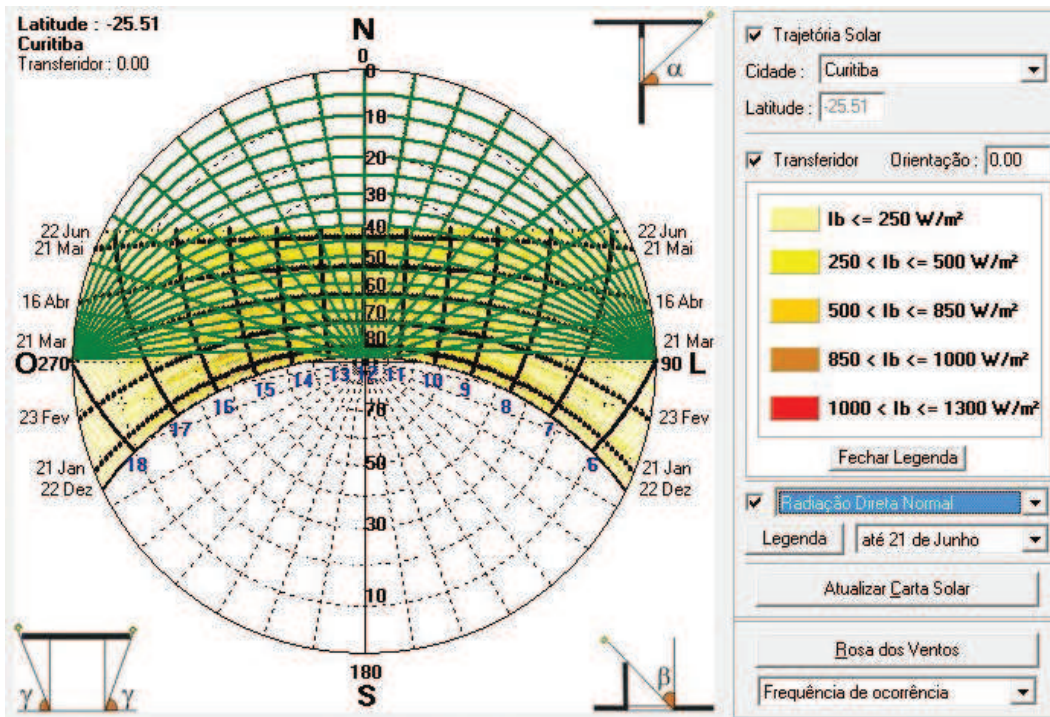 Latitude : -25.51
Curitiba
Transferidor : 0.00
N
0
0
10
20
30
40
50
60
70
80
α
22 Jun
21 Mai
16 Abr
21 Mar
O 270
23 Fev
21 Jan
22 Dez
22 Jun
21 Mai
16 Abr
21 Mar
90 L
23 Fev
21 Jan
22 Dez
18
17
16
15
14
13
12
11
10
9
8
7
6
70
50
30
10
180
S
γ
γ
β
Trajetória Solar
Cidade : Curitiba
Latitude : -25.51
Transferidor Orientação : 0.00
Ib <= 250 W/m²
250 < Ib <= 500 W/m²
500 < Ib <= 850 W/m²
850 < Ib <= 1000 W/m²
1000 < Ib <= 1300 W/m²
Fechar Legenda
Radiação Direta Normal
Legenda até 21 de Junho
Atualizar Carta Solar
Rosa dos Ventos
Frequência de ocorrência